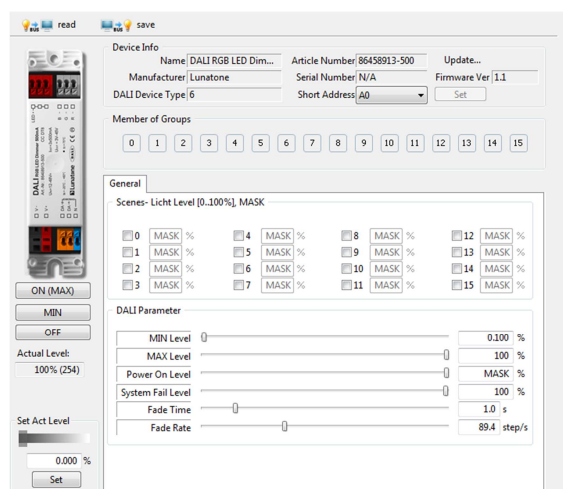 read save
Device Info
Name DALI RGB LED Dim... Article Number 86458913-500 Update...
Manufacturer Lunatone Serial Number N/A Firmware Ver 1.1
DALI Device Type 6 Short Address A0 Set
Member of Groups
0 1 2 3 4 5 6 7 8 9 10 11 12 13 14 15
General
Scenes- Licht Level [0..100%], MASK
0 MASK % 4 MASK % 8 MASK % 12 MASK %
1 MASK % 5 MASK % 9 MASK % 13 MASK %
2 MASK % 6 MASK % 10 MASK % 14 MASK %
3 MASK % 7 MASK % 11 MASK % 15 MASK %
DALI Parameter
MIN Level 0.100 %
MAX Level 100 %
Power On Level MASK %
System Fail Level 100 %
Fade Time 1.0 s
Fade Rate 89.4 step/s
DALI RGB LED Dimmer
Lunatone
ON (MAX)
MIN
OFF
Actual Level:
100% (254)
Set Act Level
0.000 %
Set